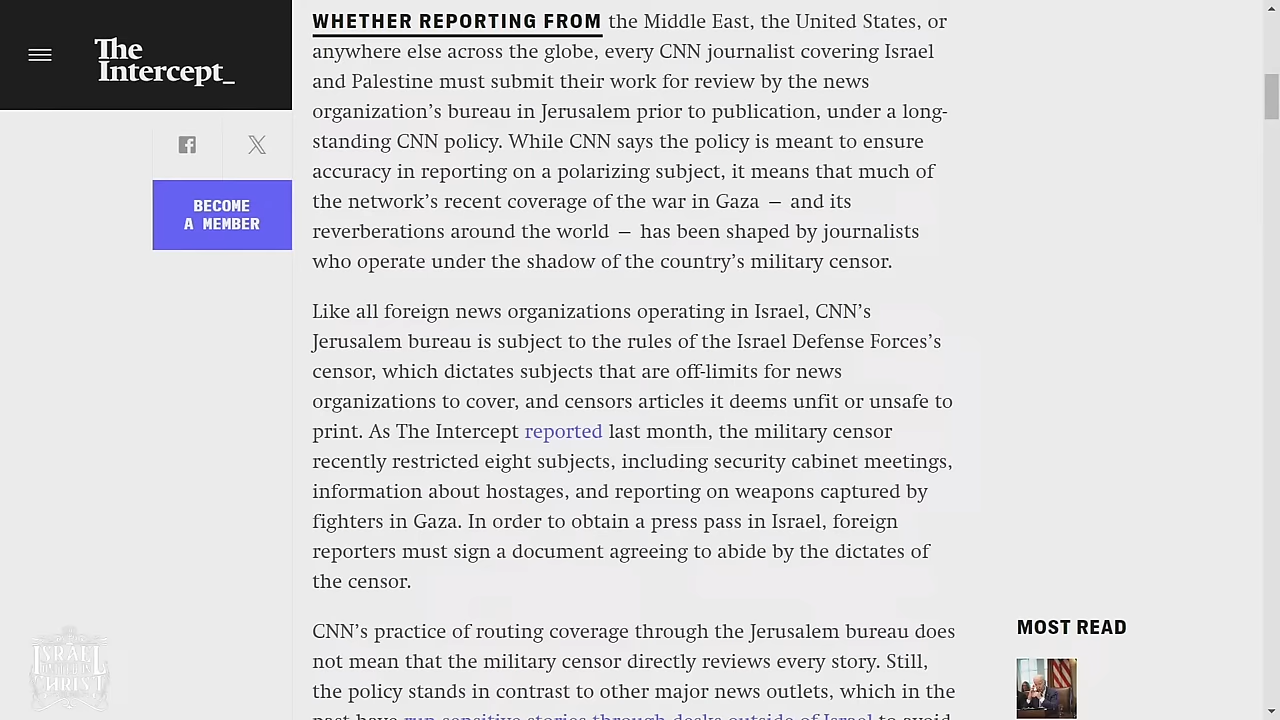 The
Intercept_
BECOME
A MEMBER
WHETHER REPORTING FROM the Middle East, the United States, or
anywhere else across the globe, every CNN journalist covering Israel
and Palestine must submit their work for review by the news
organization’s bureau in Jerusalem prior to publication, under a long-
standing CNN policy. While CNN says the policy is meant to ensure
accuracy in reporting on a polarizing subject, it means that much of
the network’s recent coverage of the war in Gaza — and its
reverberations around the world — has been shaped by journalists
who operate under the shadow of the country’s military censor.
Like all foreign news organizations operating in Israel, CNN’s
Jerusalem bureau is subject to the rules of the Israel Defense Forces’s
censor, which dictates subjects that are off-limits for news
organizations to cover, and censors articles it deems unfit or unsafe to
print. As The Intercept reported last month, the military censor
recently restricted eight subjects, including security cabinet meetings,
information about hostages, and reporting on weapons captured by
fighters in Gaza. In order to obtain a press pass in Israel, foreign
reporters must sign a document agreeing to abide by the dictates of
the censor.
CNN’s practice of routing coverage through the Jerusalem bureau does
not mean that the military censor directly reviews every story. Still,
the policy stands in contrast to other major news outlets, which in the
past have run sensitive stories through desks outside of Israel to avoid
MOST READ
ISRAEL
CHRIST